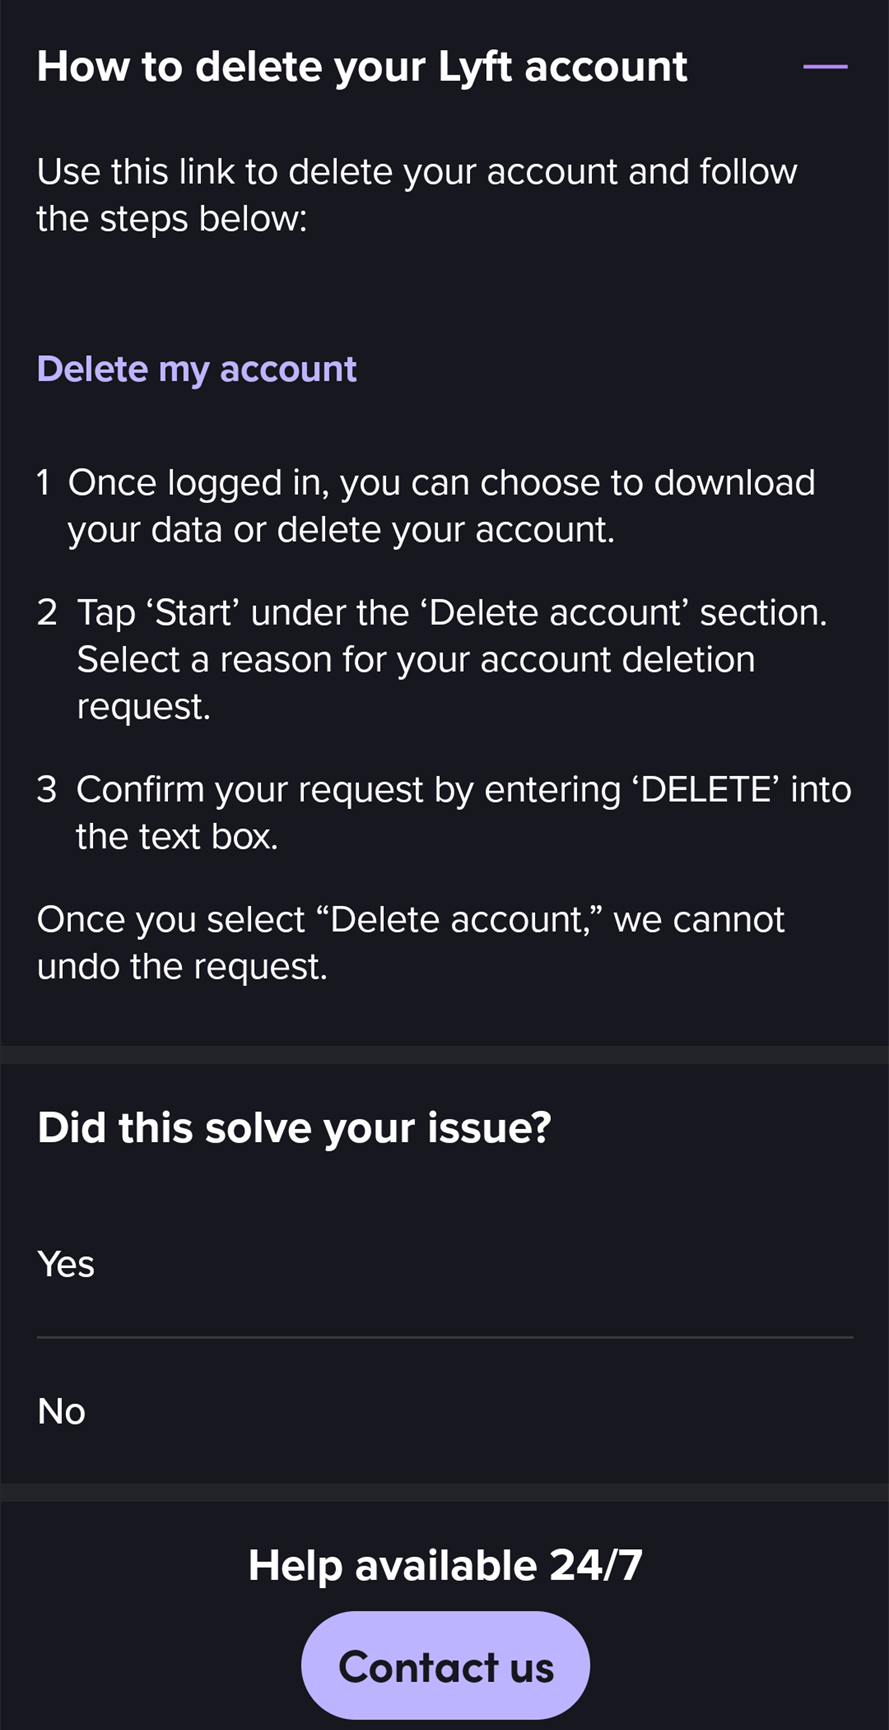 How to delete your Lyft account
Use this link to delete your account and follow
the steps below:
Delete my account
1 Once logged in, you can choose to download
your data or delete your account.
2 Tap ‘Start’ under the ‘Delete account’ section.
Select a reason for your account deletion
request.
3 Confirm your request by entering ‘DELETE’ into
the text box.
Once you select “Delete account,” we cannot
undo the request.
Did this solve your issue?
Yes
No
Help available 24/7
Contact us